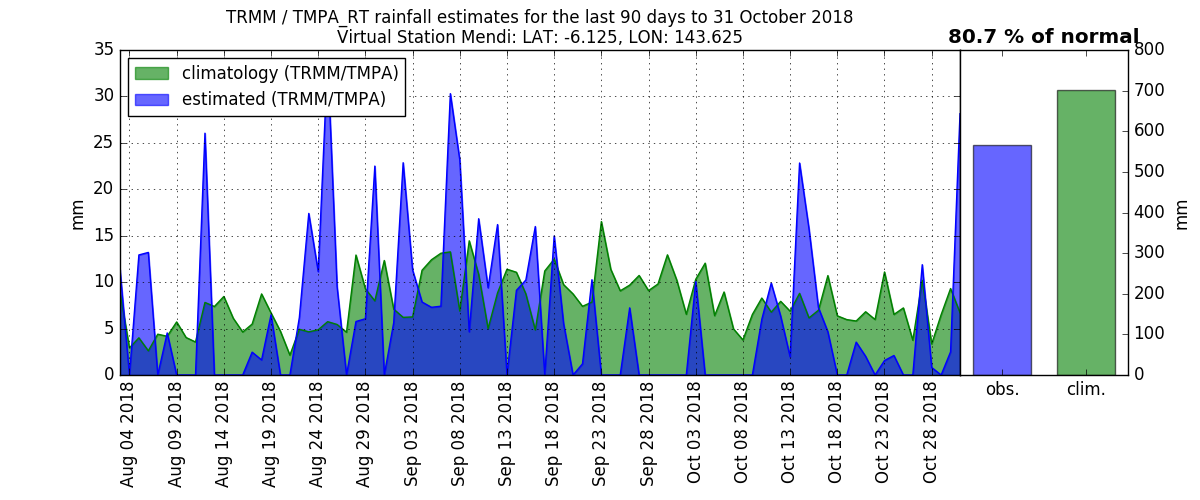 TRMM / TMPA_RT rainfall estimates for the last 90 days to 31 October 2018
Virtual Station Mendi: LAT: -6.125, LON: 143.625
80.7 % of normal
climatology (TRMM/TMPA)
estimated (TRMM/TMPA)
mm
35
30
25
20
15
10
5
0
Aug 04 2018
Aug 09 2018
Aug 14 2018
Aug 19 2018
Aug 24 2018
Aug 29 2018
Sep 03 2018
Sep 08 2018
Sep 13 2018
Sep 18 2018
Sep 23 2018
Sep 28 2018
Oct 03 2018
Oct 08 2018
Oct 13 2018
Oct 18 2018
Oct 23 2018
Oct 28 2018
obs.
clim.
800
700
600
500
400
300
200
100
0
mm